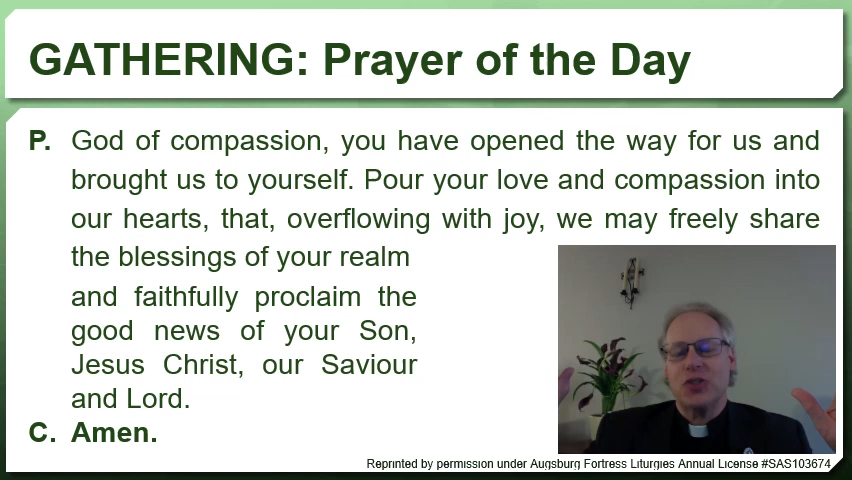 GATHERING: Prayer of the Day
P. God of compassion, you have opened the way for us and
brought us to yourself. Pour your love and compassion into
our hearts, that, overflowing with joy, we may freely share
the blessings of your realm
and faithfully proclaim the
good news of your Son,
Jesus Christ, our Saviour
and Lord.
C. Amen.
Reprinted by permission under Augsburg Fortress Liturgies Annual License #SAS103674